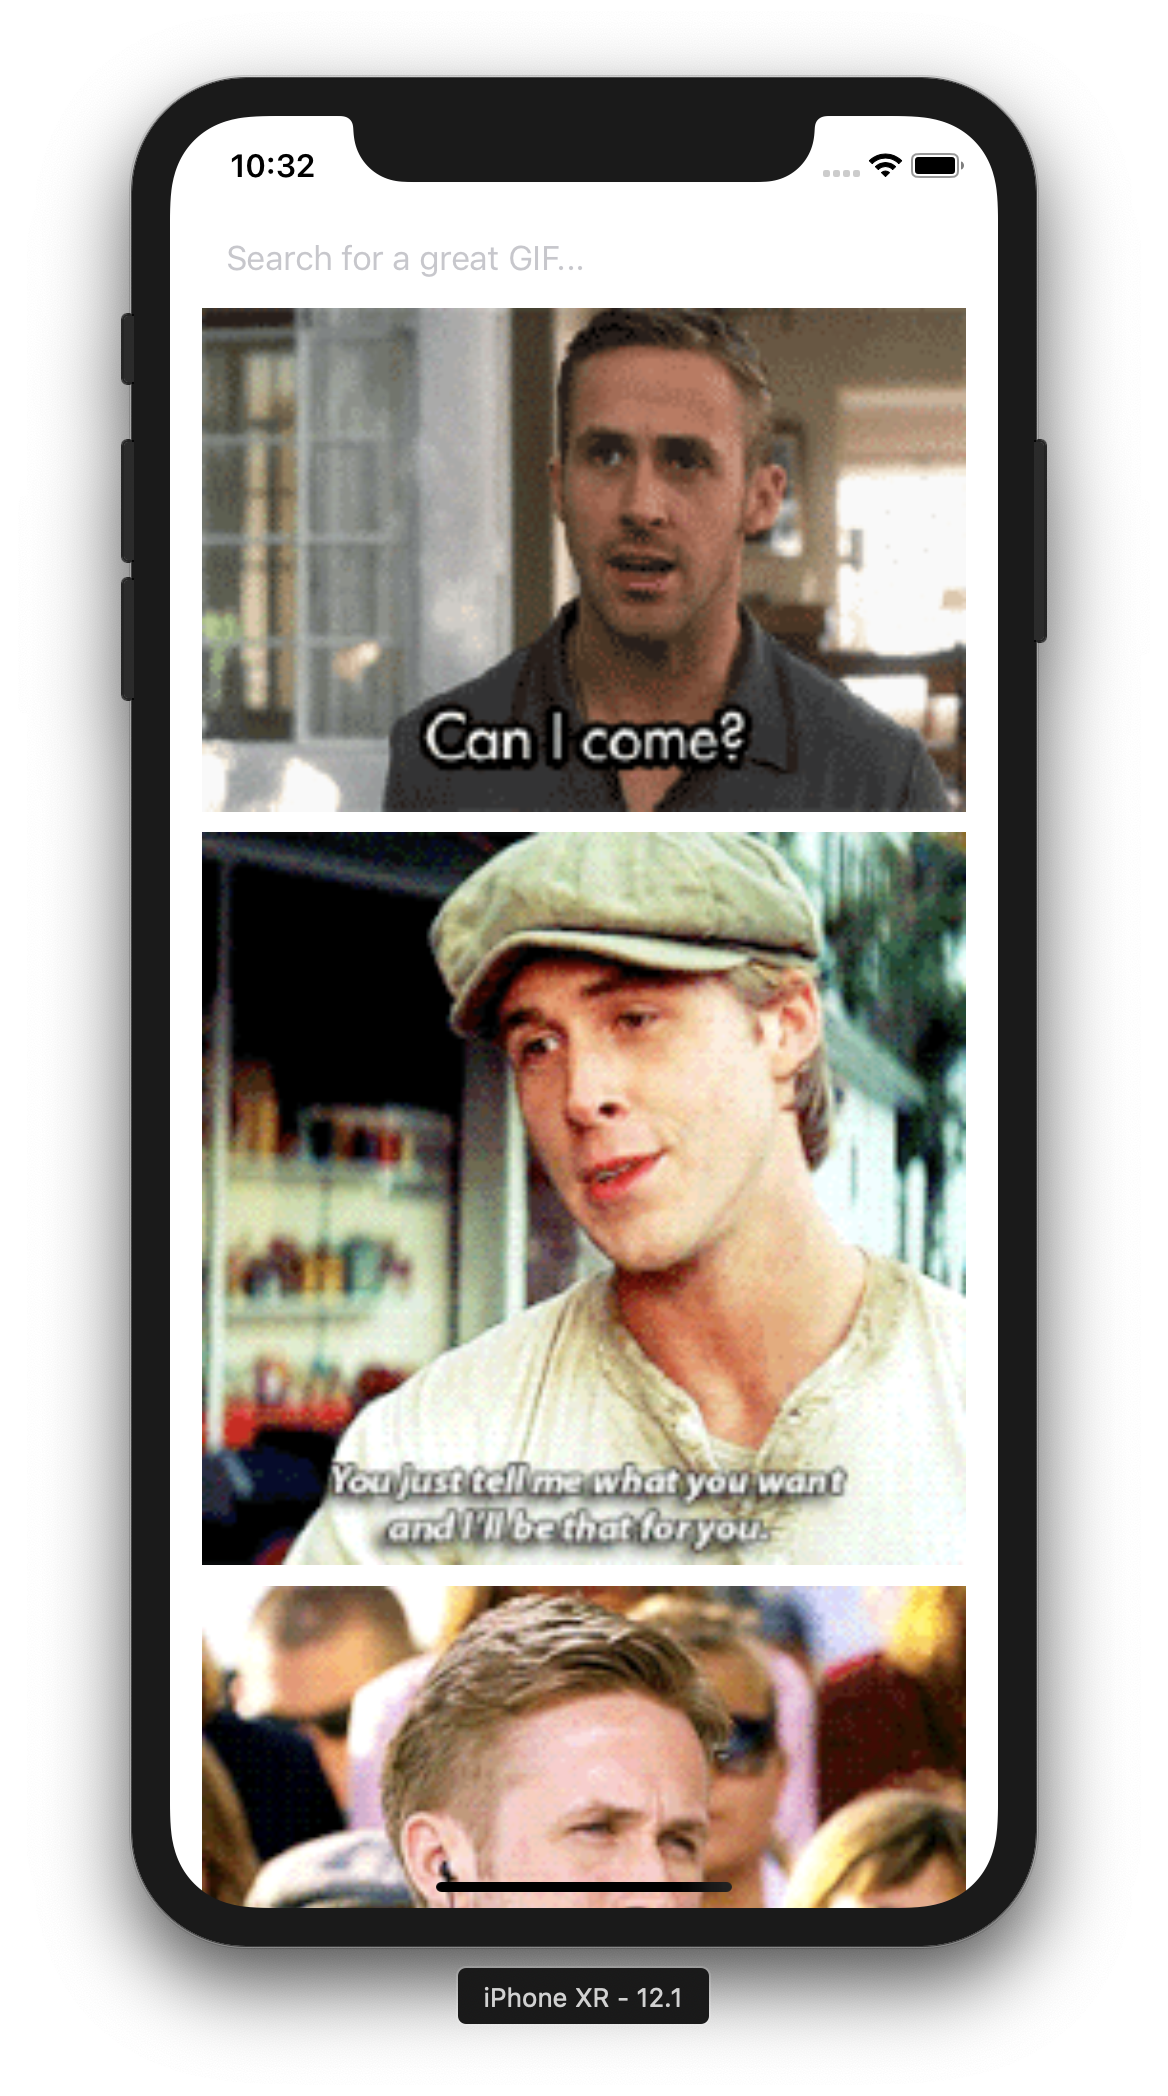 10:32
Search for a great GIF...
Can I come?
You just tell me what you want
and I'll be that for you.
iPhone XR - 12.1